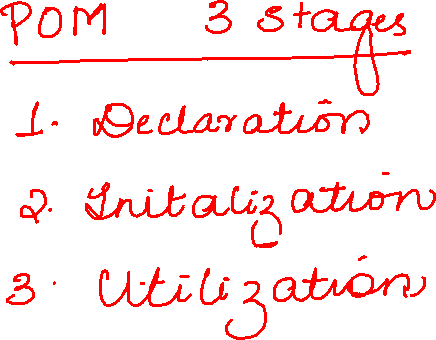 POM 3 Stages
1. Declaration
2. Initalization
3. Utilization